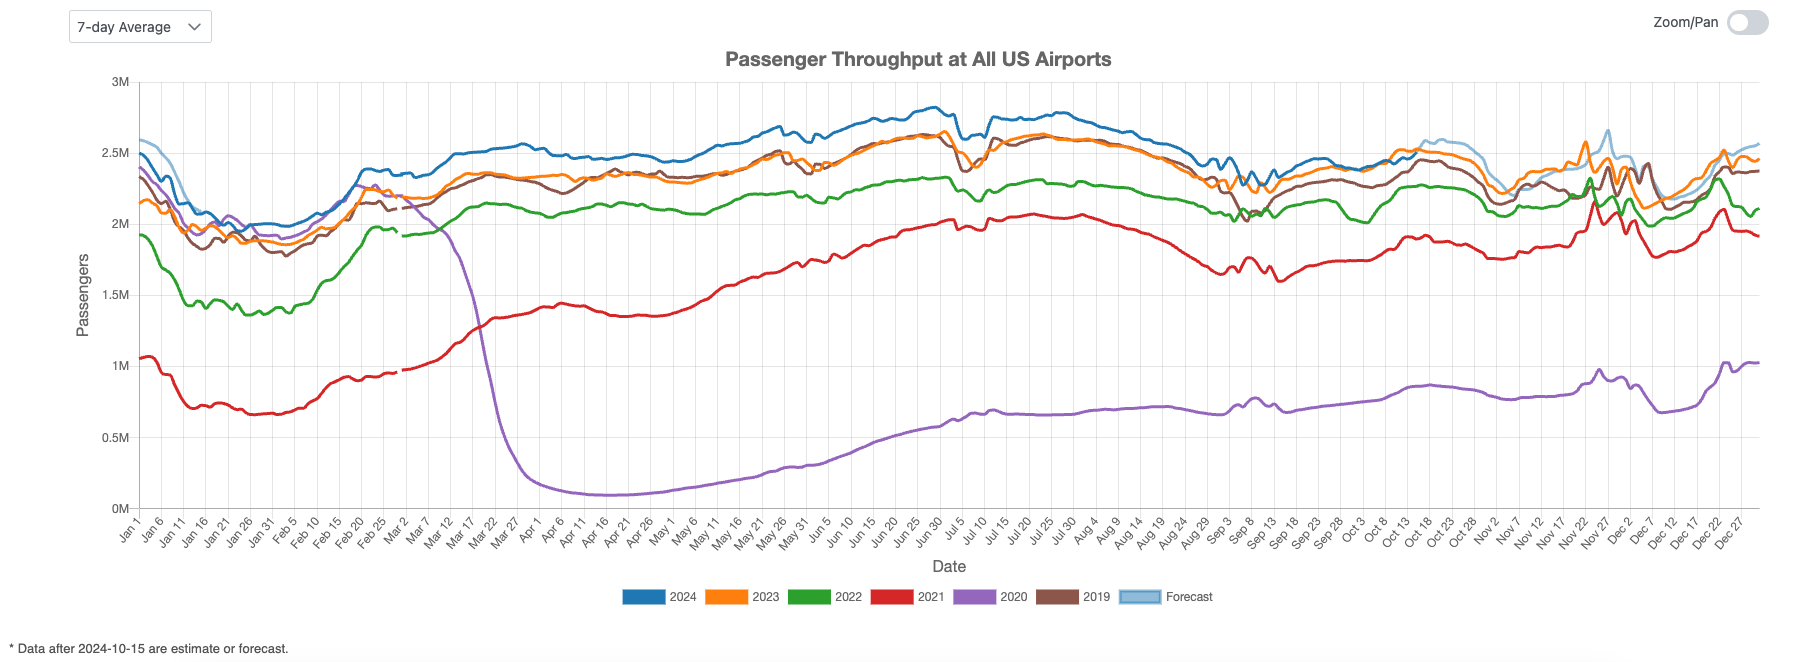 7-day Average
Zoom/Pan
Passenger Throughput at All US Airports
3M
2.5M
2M
1.5M
1M
0.5M
0M
Passengers
Jan 1 Jan 6 Jan 11 Jan 16 Jan 21 Jan 26 Jan 31 Feb 5 Feb 10 Feb 15 Feb 20 Feb 25 Mar 2 Mar 7 Mar 12 Mar 17 Mar 22 Mar 27 Apr 1 Apr 6 Apr 11 Apr 16 Apr 21 Apr 26 May 1 May 6 May 11 May 16 May 21 May 26 May 31 Jun 5 Jun 10 Jun 15 Jun 20 Jun 25 Jun 30 Jul 5 Jul 10 Jul 15 Jul 20 Jul 25 Jul 30 Aug 4 Aug 9 Aug 14 Aug 19 Aug 24 Aug 29 Sep 3 Sep 8 Sep 13 Sep 18 Sep 23 Sep 28 Oct 3 Oct 8 Oct 13 Oct 18 Oct 23 Oct 28 Nov 2 Nov 7 Nov 12 Nov 17 Nov 22 Nov 27 Dec 2 Dec 7 Dec 12 Dec 17 Dec 22 Dec 27
Date
2024 2023 2022 2021 2020 2019 Forecast
* Data after 2024-10-15 are estimate or forecast.